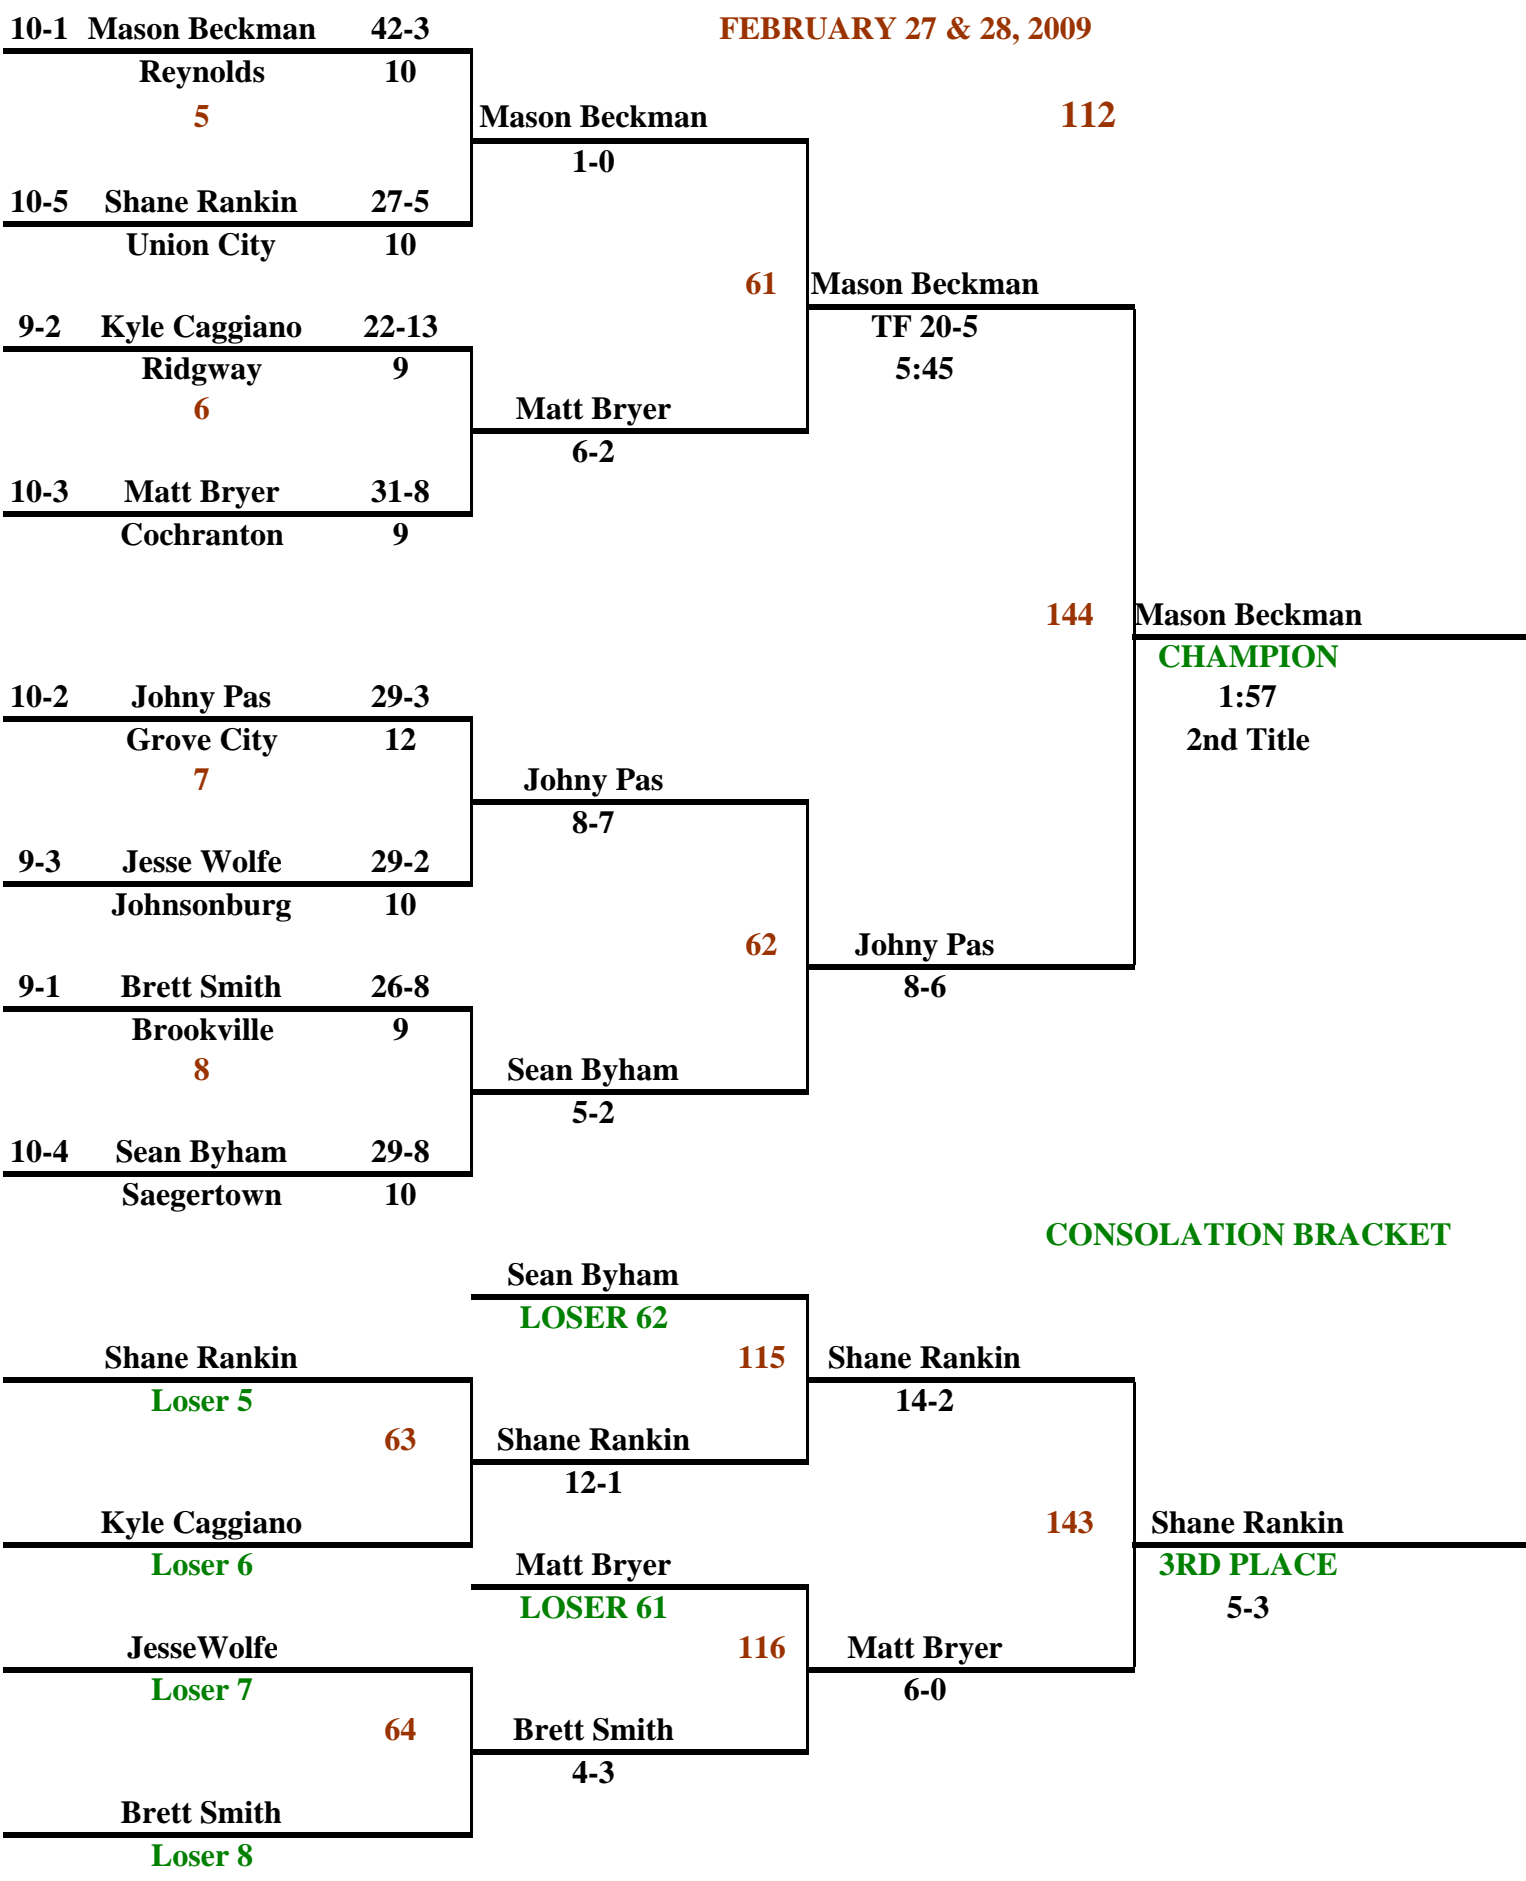 10-1 Mason Beckman 42-3 FEBRUARY 27 & 28, 2009
Reynolds 10
5 Mason Beckman 112
1-0
10-5 Shane Rankin 27-5
Union City 10
61 Mason Beckman
9-2 Kyle Caggiano 22-13 TF 20-5
Ridgway 9 5:45
6 Matt Bryer
6-2
10-3 Matt Bryer 31-8
Cochranton 9
144 Mason Beckman
CHAMPION
10-2 Johny Pas 29-3 1:57
Grove City 12 2nd Title
7 Johny Pas
8-7
9-3 Jesse Wolfe 29-2
Johnsonburg 10
62 Johny Pas
9-1 Brett Smith 26-8 8-6
Brookville 9
8 Sean Byham
5-2
10-4 Sean Byham 29-8
Saegertown 10
CONSOLATION BRACKET
Sean Byham
LOSER 62
Shane Rankin 115 Shane Rankin
Loser 5 14-2
63 Shane Rankin
12-1
Kyle Caggiano 143 Shane Rankin
Loser 6 Matt Bryer 3RD PLACE
LOSER 61 5-3
JesseWolfe 116 Matt Bryer
Loser 7 6-0
64 Brett Smith
4-3
Brett Smith
Loser 8